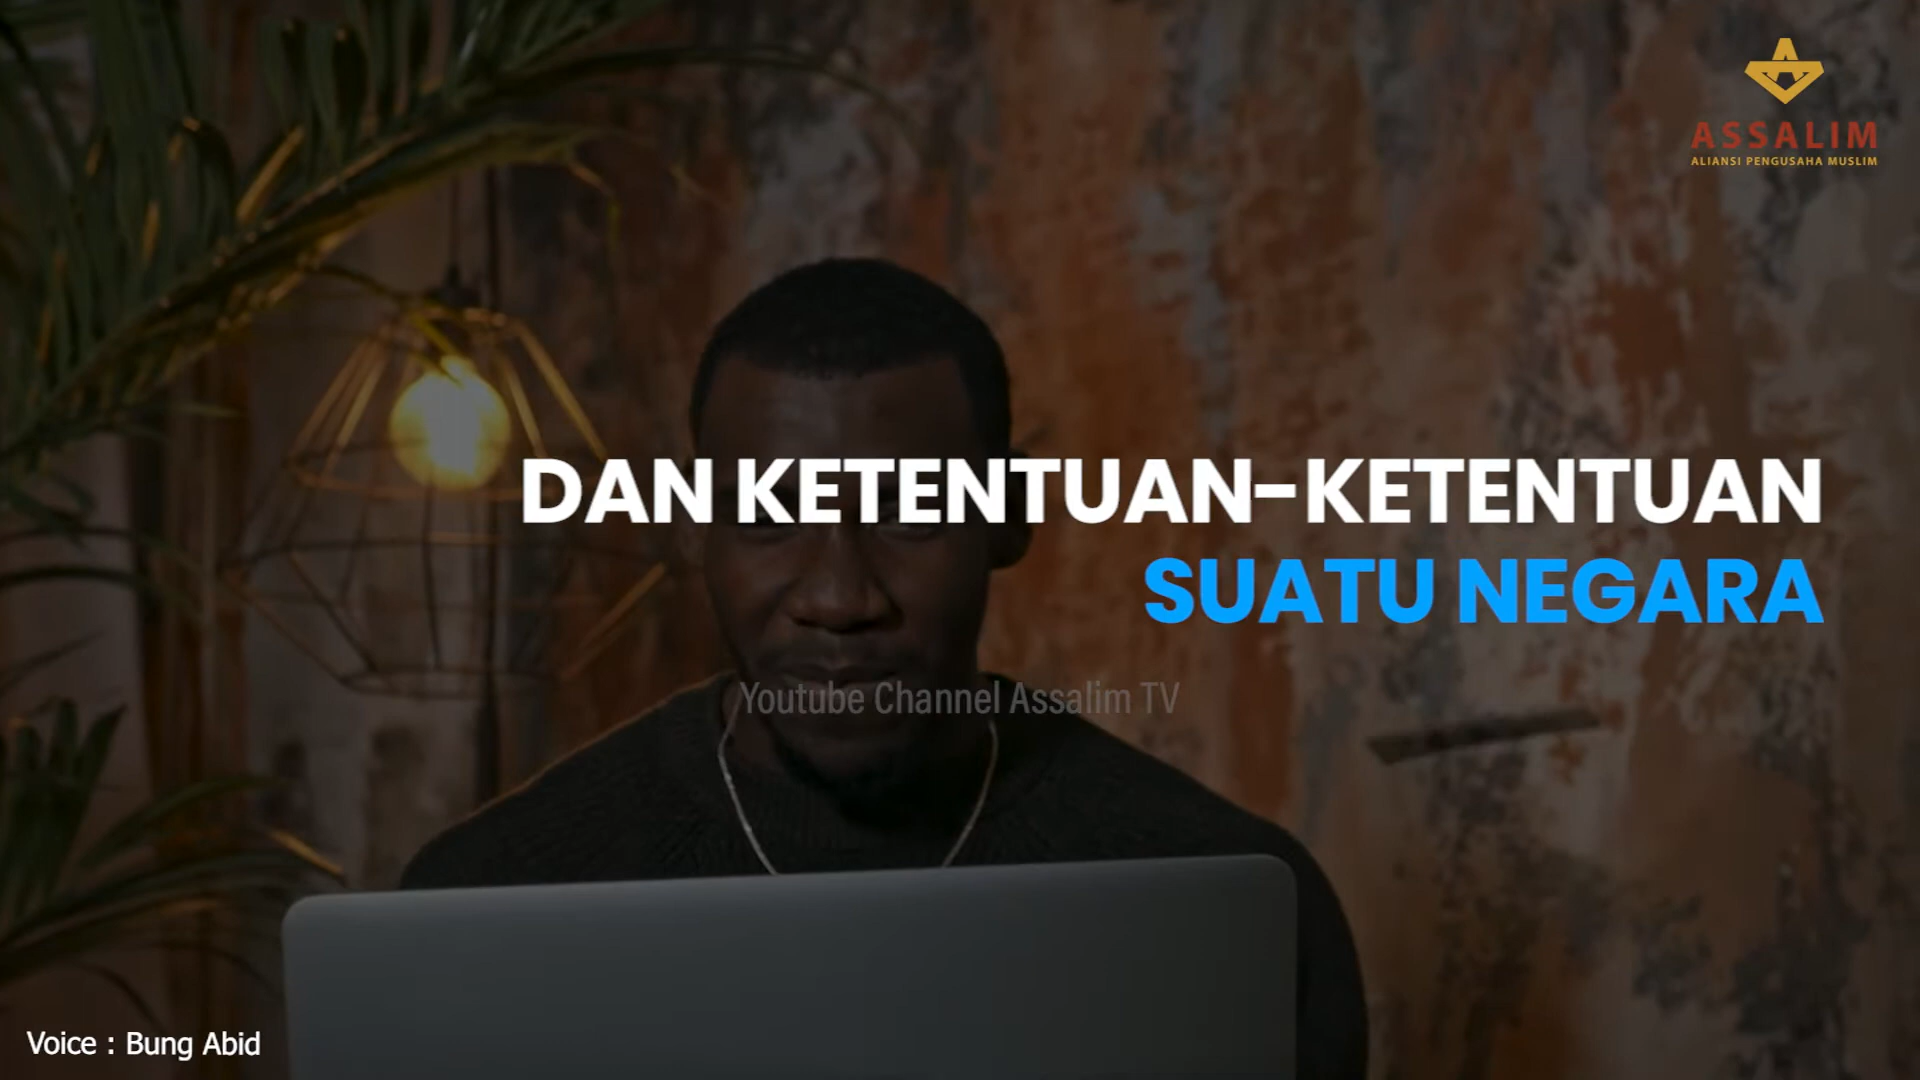 ASSALIM
ALIANSI PENGUSAHA MUSLIM
DAN KETENTUAN-KETENTUAN
SUATU NEGARA
Youtube Channel Assalim TV
Voice : Bung Abid